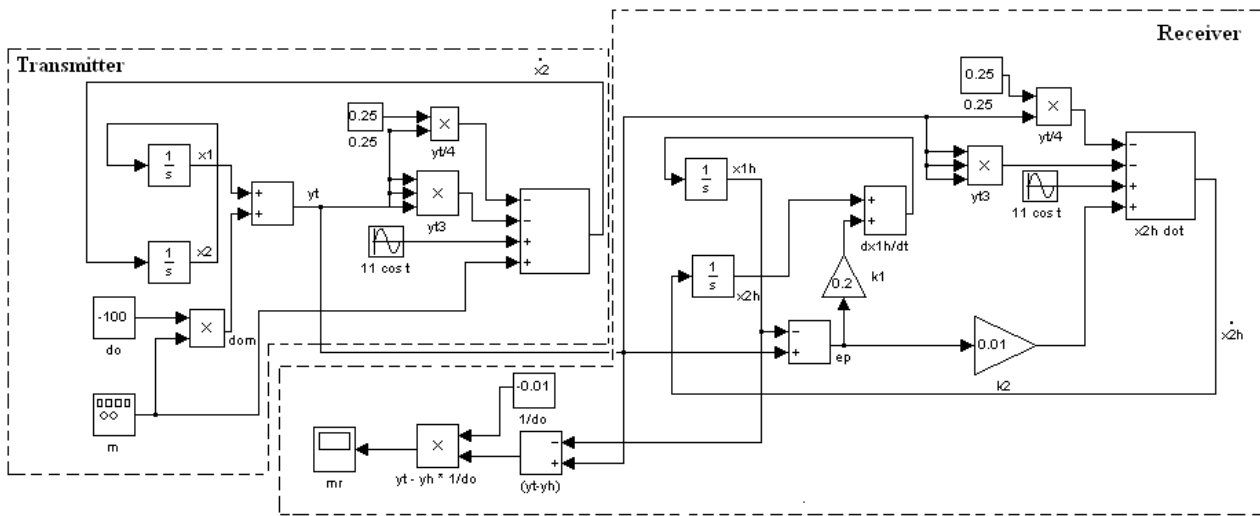 Transmitter
Receiver
x2
0.25
0.25
×
yt/4
1
s
x1
+
+
yt
×
yt3
11 cos t
−
−
+
+
1
s
x2
-100
do
×
dom
m
0.25
0.25
×
yt/4
1
s
x1h
×
yt3
11 cos t
−
−
+
+
x2h dot
+
+
dx1h/dt
1
s
x2h
0.2
k1
−
+
ep
0.01
k2
x2h
-0.01
1/do
mr
×
yt - yh * 1/do
−
+
(yt-yh)